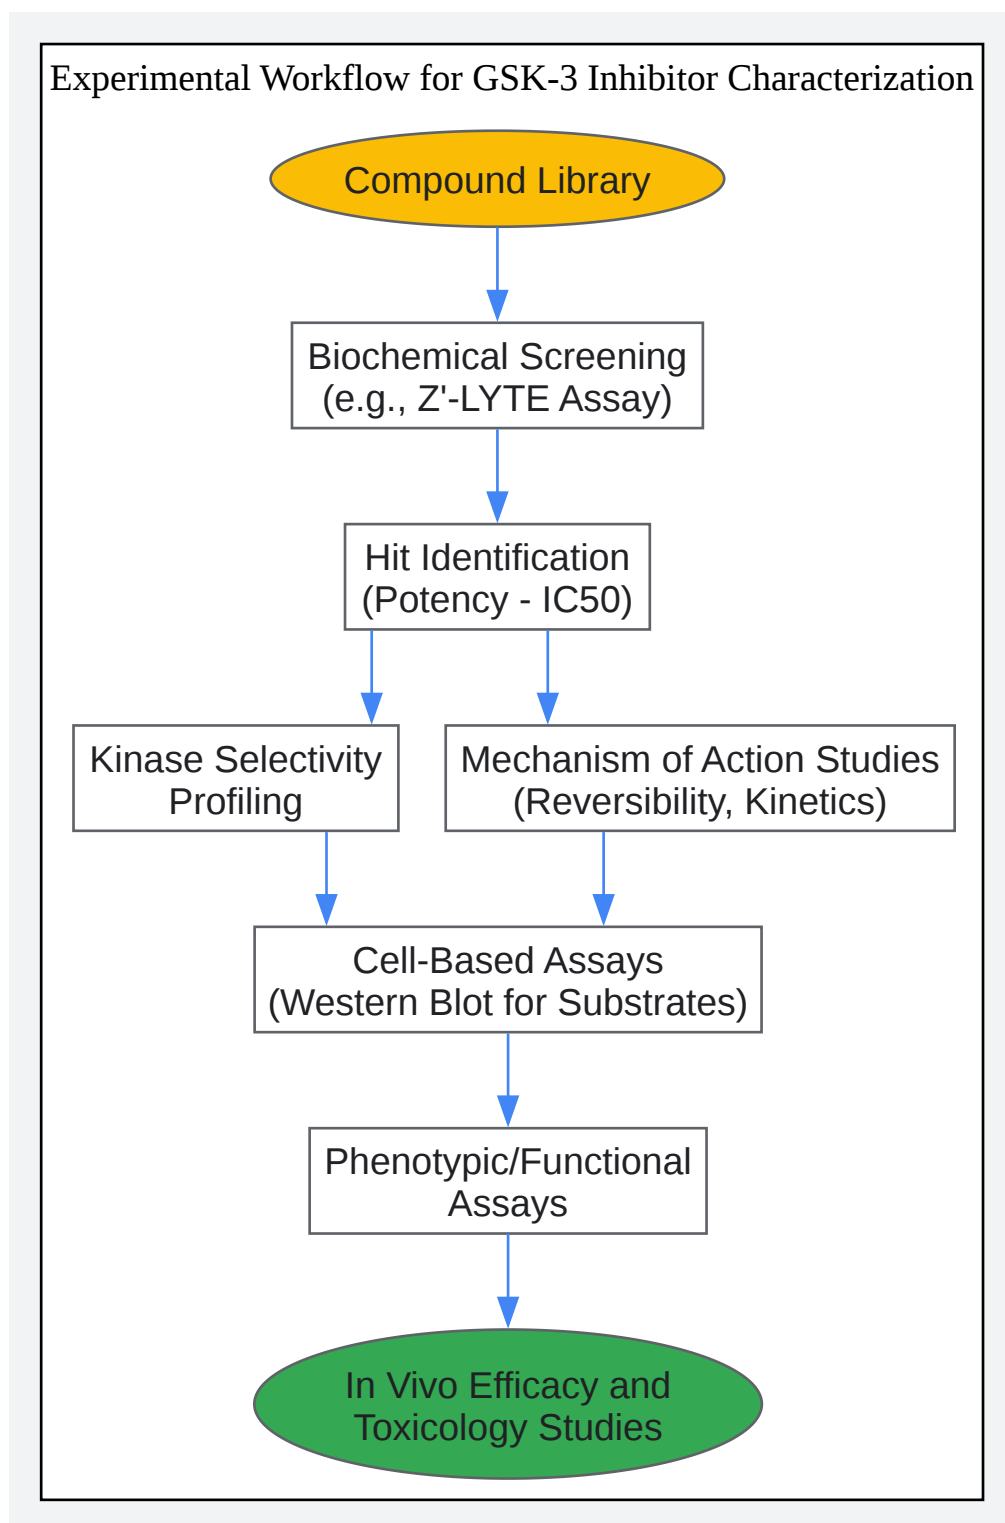 Experimental Workflow for GSK-3 Inhibitor Characterization
Compound Library
Biochemical Screening
(e.g., Z'-LYTE Assay)
Hit Identification
(Potency - IC50)
Kinase Selectivity
Profiling
Mechanism of Action Studies
(Reversibility, Kinetics)
Cell-Based Assays
(Western Blot for Substrates)
Phenotypic/Functional
Assays
In Vivo Efficacy and
Toxicology Studies